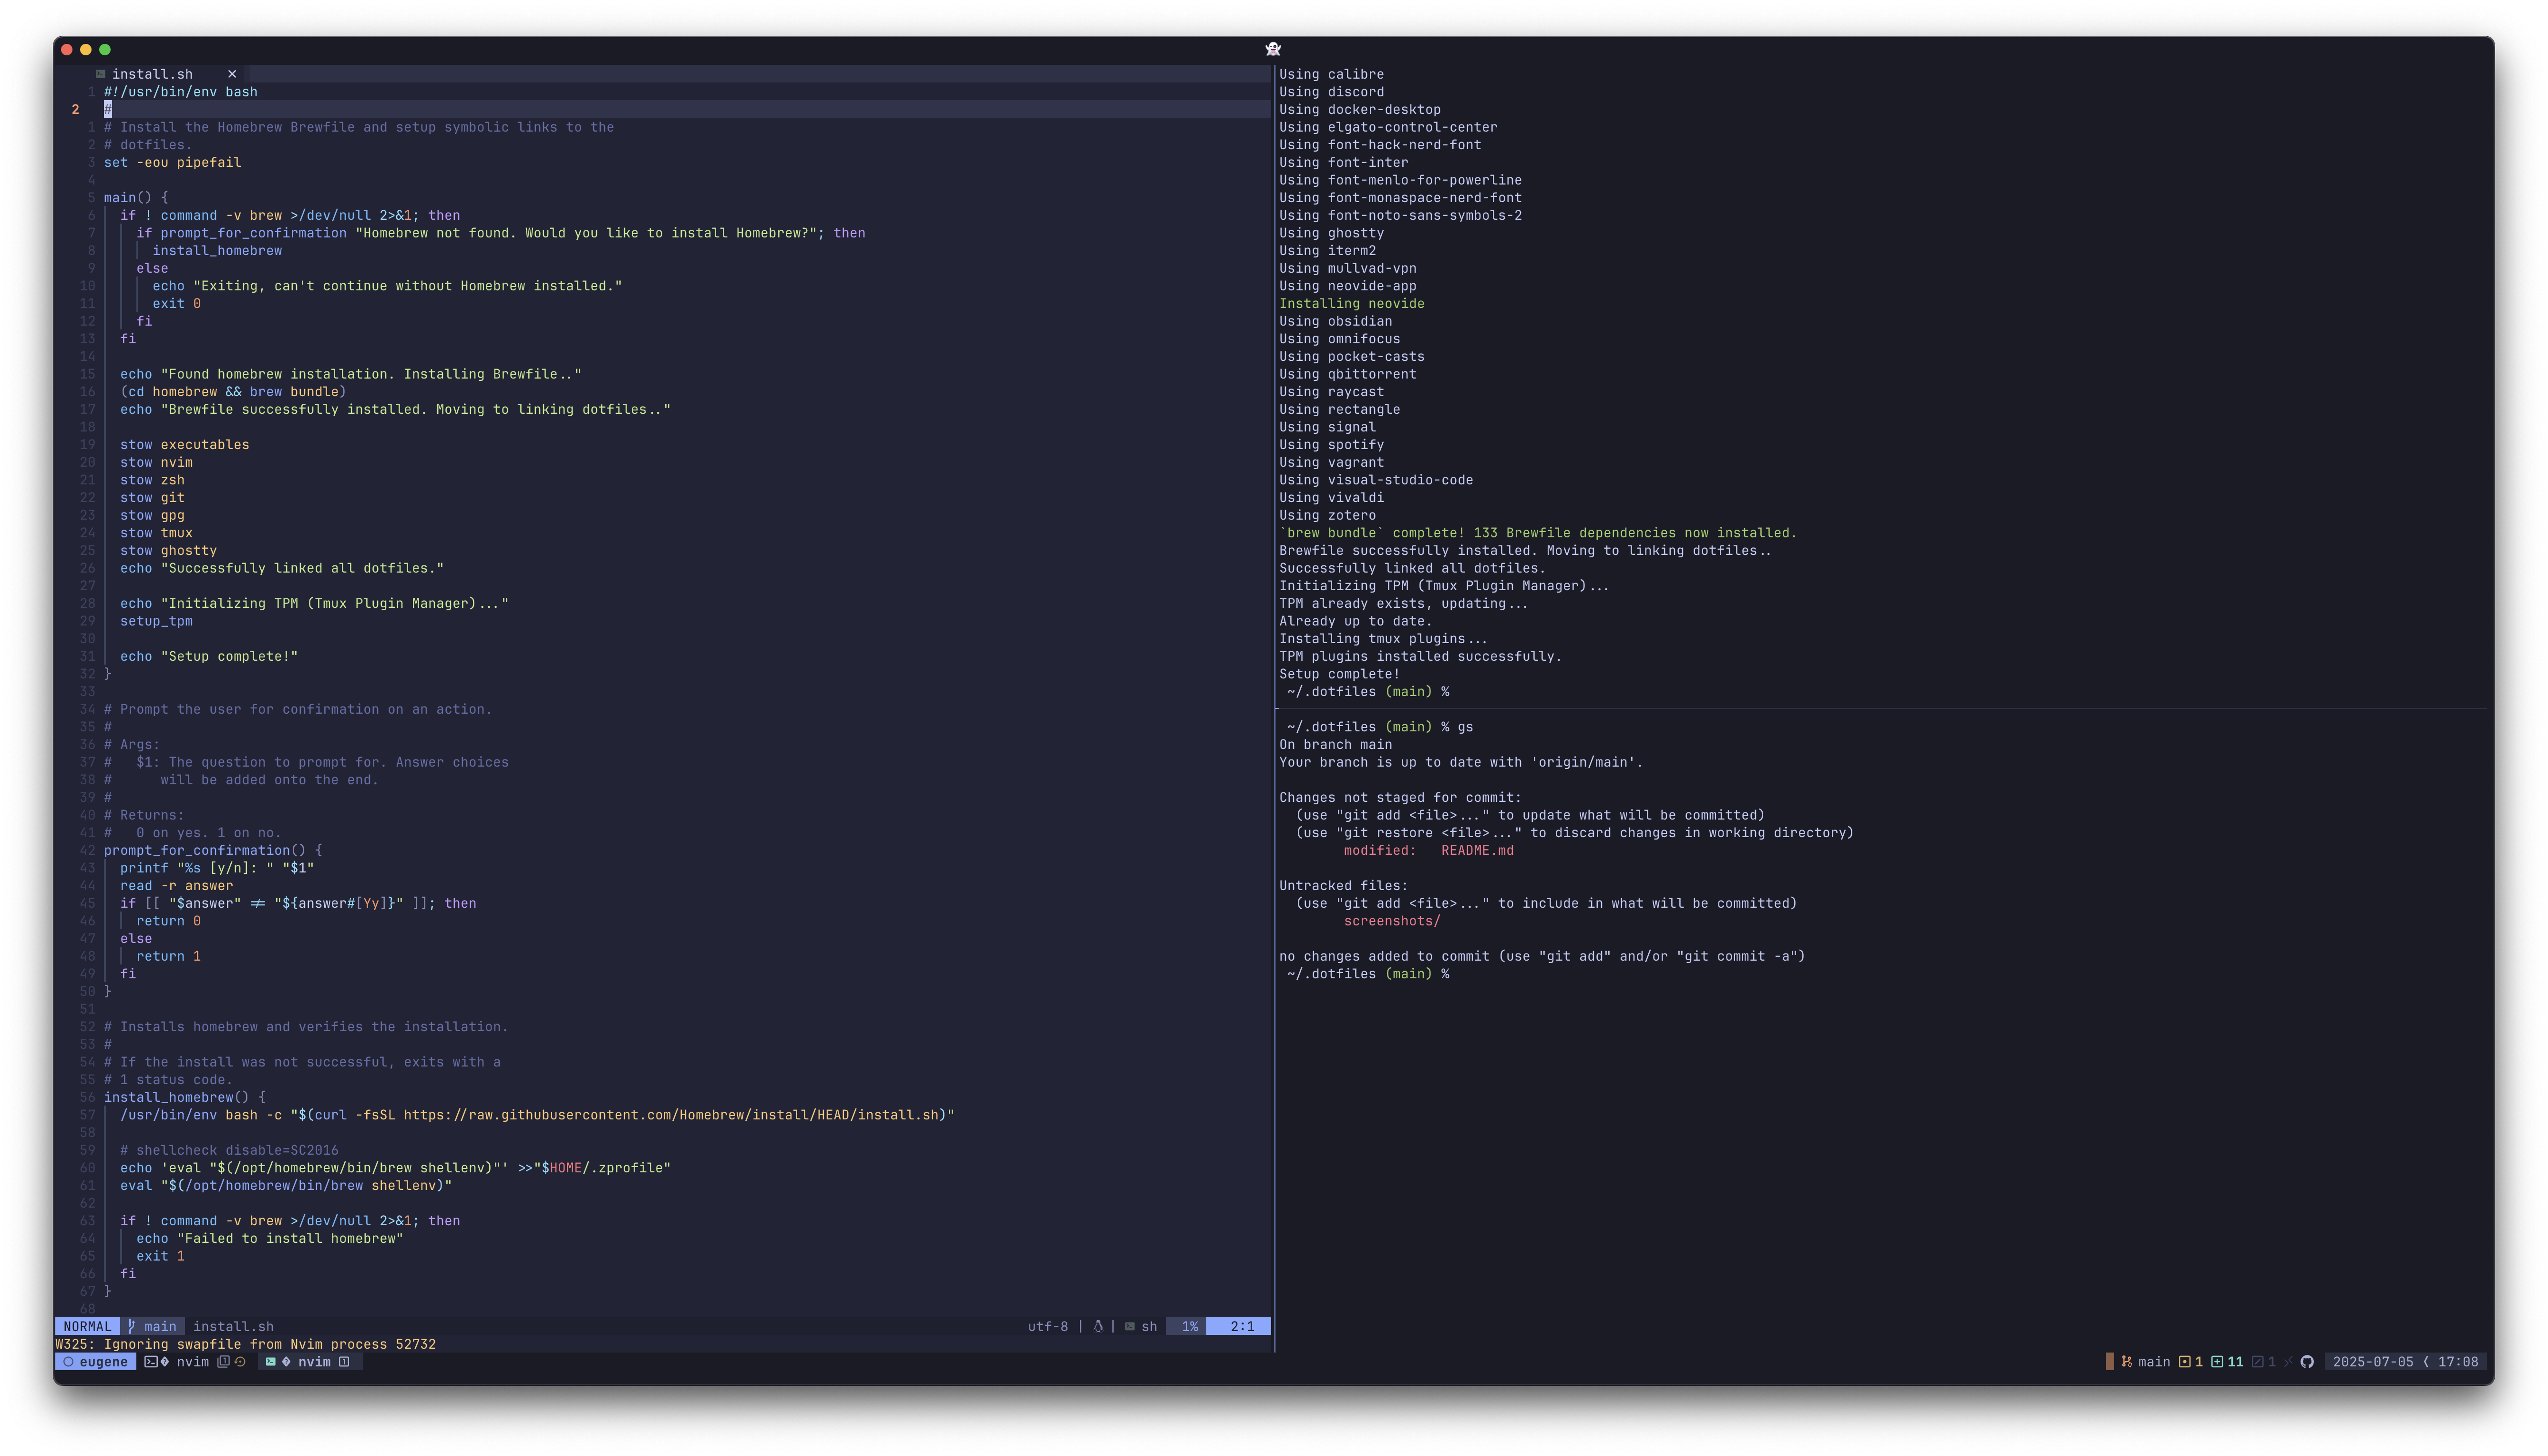 install.sh ×
1 #!/usr/bin/env bash
2 #
1 # Install the Homebrew Brewfile and setup symbolic links to the
2 # dotfiles.
3 set -eou pipefail
4
5 main() {
6   if ! command -v brew >/dev/null 2>&1; then
7     if prompt_for_confirmation "Homebrew not found. Would you like to install Homebrew?"; then
8       install_homebrew
9     else
10       echo "Exiting, can't continue without Homebrew installed."
11       exit 0
12     fi
13   fi
14
15   echo "Found homebrew installation. Installing Brewfile.."
16   (cd homebrew && brew bundle)
17   echo "Brewfile successfully installed. Moving to linking dotfiles.."
18
19   stow executables
20   stow nvim
21   stow zsh
22   stow git
23   stow gpg
24   stow tmux
25   stow ghostty
26   echo "Successfully linked all dotfiles."
27
28   echo "Initializing TPM (Tmux Plugin Manager)..."
29   setup_tpm
30
31   echo "Setup complete!"
32 }
33
34 # Prompt the user for confirmation on an action.
35 #
36 # Args:
37 #   $1: The question to prompt for. Answer choices
38 #      will be added onto the end.
39 #
40 # Returns:
41 #   0 on yes. 1 on no.
42 prompt_for_confirmation() {
43   printf "%s [y/n]: " "$1"
44   read -r answer
45   if [[ "$answer" != "${answer#[Yy]}" ]]; then
46     return 0
47   else
48     return 1
49   fi
50 }
51
52 # Installs homebrew and verifies the installation.
53 #
54 # If the install was not successful, exits with a
55 # 1 status code.
56 install_homebrew() {
57   /usr/bin/env bash -c "$(curl -fsSL https://raw.githubusercontent.com/Homebrew/install/HEAD/install.sh)"
58
59   # shellcheck disable=SC2016
60   echo 'eval "$(/opt/homebrew/bin/brew shellenv)"' >>"$HOME/.zprofile"
61   eval "$(/opt/homebrew/bin/brew shellenv)"
62
63   if ! command -v brew >/dev/null 2>&1; then
64     echo "Failed to install homebrew"
65     exit 1
66   fi
67 }
68
NORMAL main install.sh utf-8 | | sh 1% 2:1
W325: Ignoring swapfile from Nvim process 52732
Using calibre
Using discord
Using docker-desktop
Using elgato-control-center
Using font-hack-nerd-font
Using font-inter
Using font-menlo-for-powerline
Using font-monaspace-nerd-font
Using font-noto-sans-symbols-2
Using ghostty
Using iterm2
Using mullvad-vpn
Using neovide-app
Installing neovide
Using obsidian
Using omnifocus
Using pocket-casts
Using qbittorrent
Using raycast
Using rectangle
Using signal
Using spotify
Using vagrant
Using visual-studio-code
Using vivaldi
Using zotero
`brew bundle` complete! 133 Brewfile dependencies now installed.
Brewfile successfully installed. Moving to linking dotfiles..
Successfully linked all dotfiles.
Initializing TPM (Tmux Plugin Manager)...
TPM already exists, updating...
Already up to date.
Installing tmux plugins...
TPM plugins installed successfully.
Setup complete!
~/.dotfiles (main) %
~/.dotfiles (main) % gs
On branch main
Your branch is up to date with 'origin/main'.

Changes not staged for commit:
  (use "git add <file>..." to update what will be committed)
  (use "git restore <file>..." to discard changes in working directory)
        modified:   README.md

Untracked files:
  (use "git add <file>..." to include in what will be committed)
        screenshots/

no changes added to commit (use "git add" and/or "git commit -a")
~/.dotfiles (main) %
eugene nvim 1 nvim 1 main 1 11 1 2025-07-05 ❬ 17:08